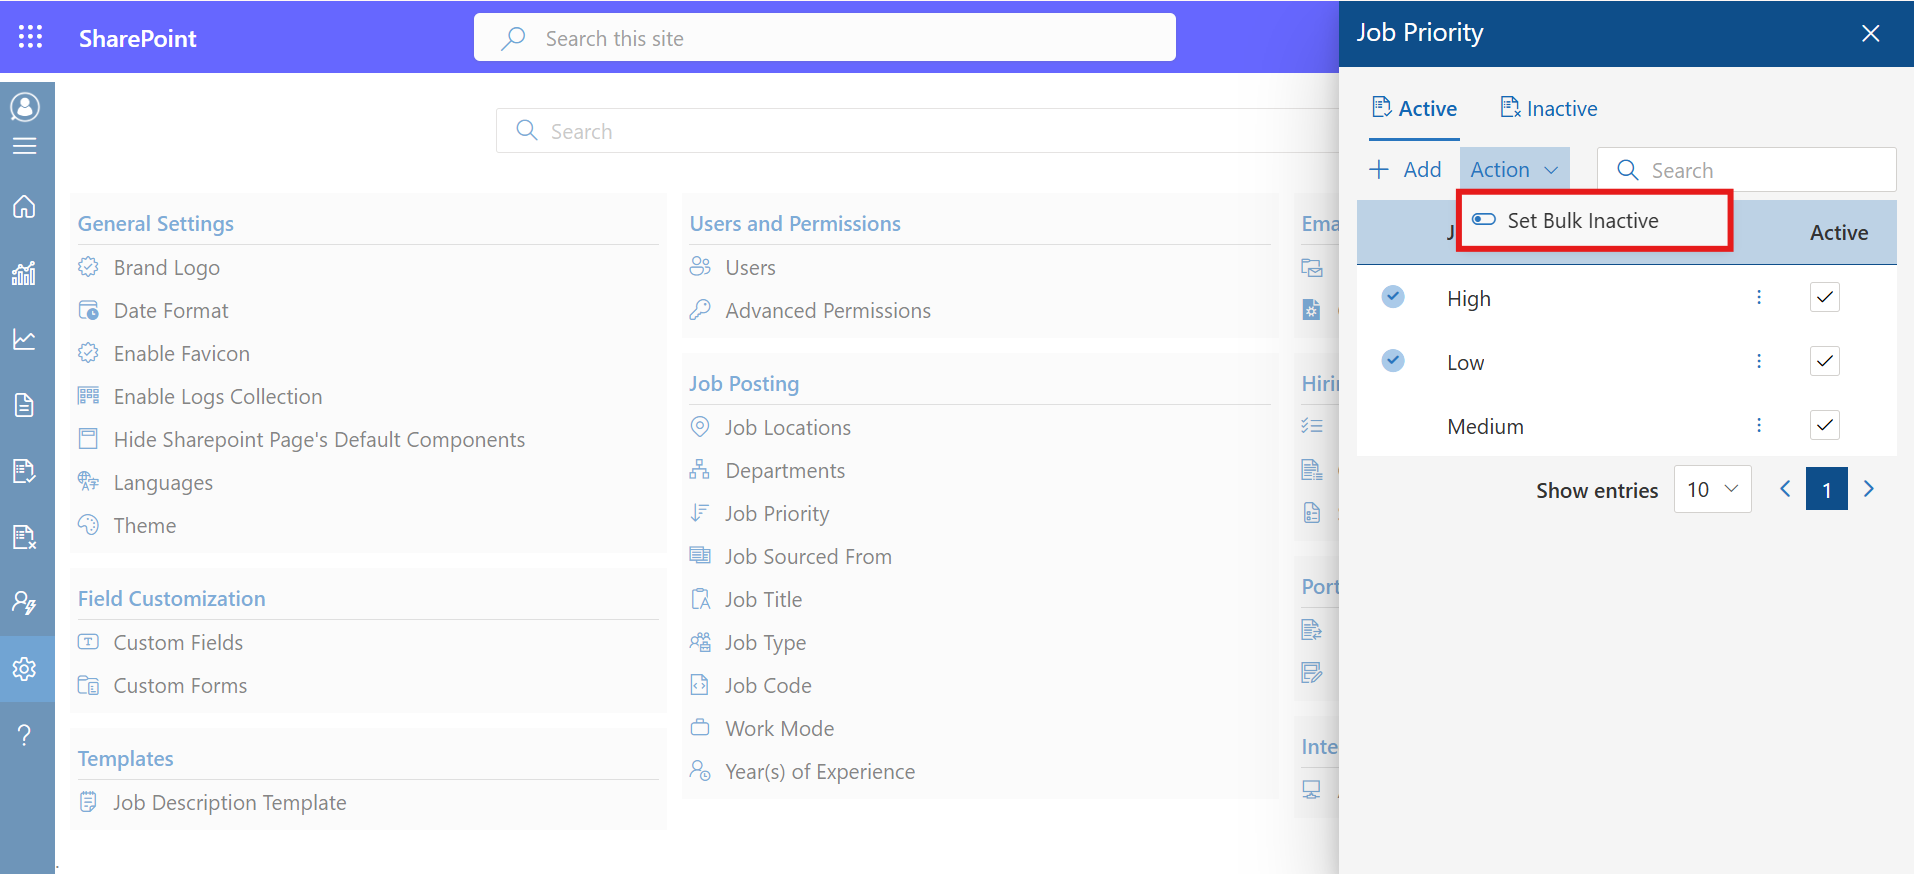 SharePoint
Search this site
Search
General Settings
Brand Logo
Date Format
Enable Favicon
Enable Logs Collection
Hide Sharepoint Page's Default Components
Languages
Theme
Field Customization
Custom Fields
Custom Forms
Templates
Job Description Template
Users and Permissions
Users
Advanced Permissions
Job Posting
Job Locations
Departments
Job Priority
Job Sourced From
Job Title
Job Type
Job Code
Work Mode
Year(s) of Experience
Job Priority
Active
Inactive
Add
Action
Search
Set Bulk Inactive
Active
High
Low
Medium
Show entries
10
1